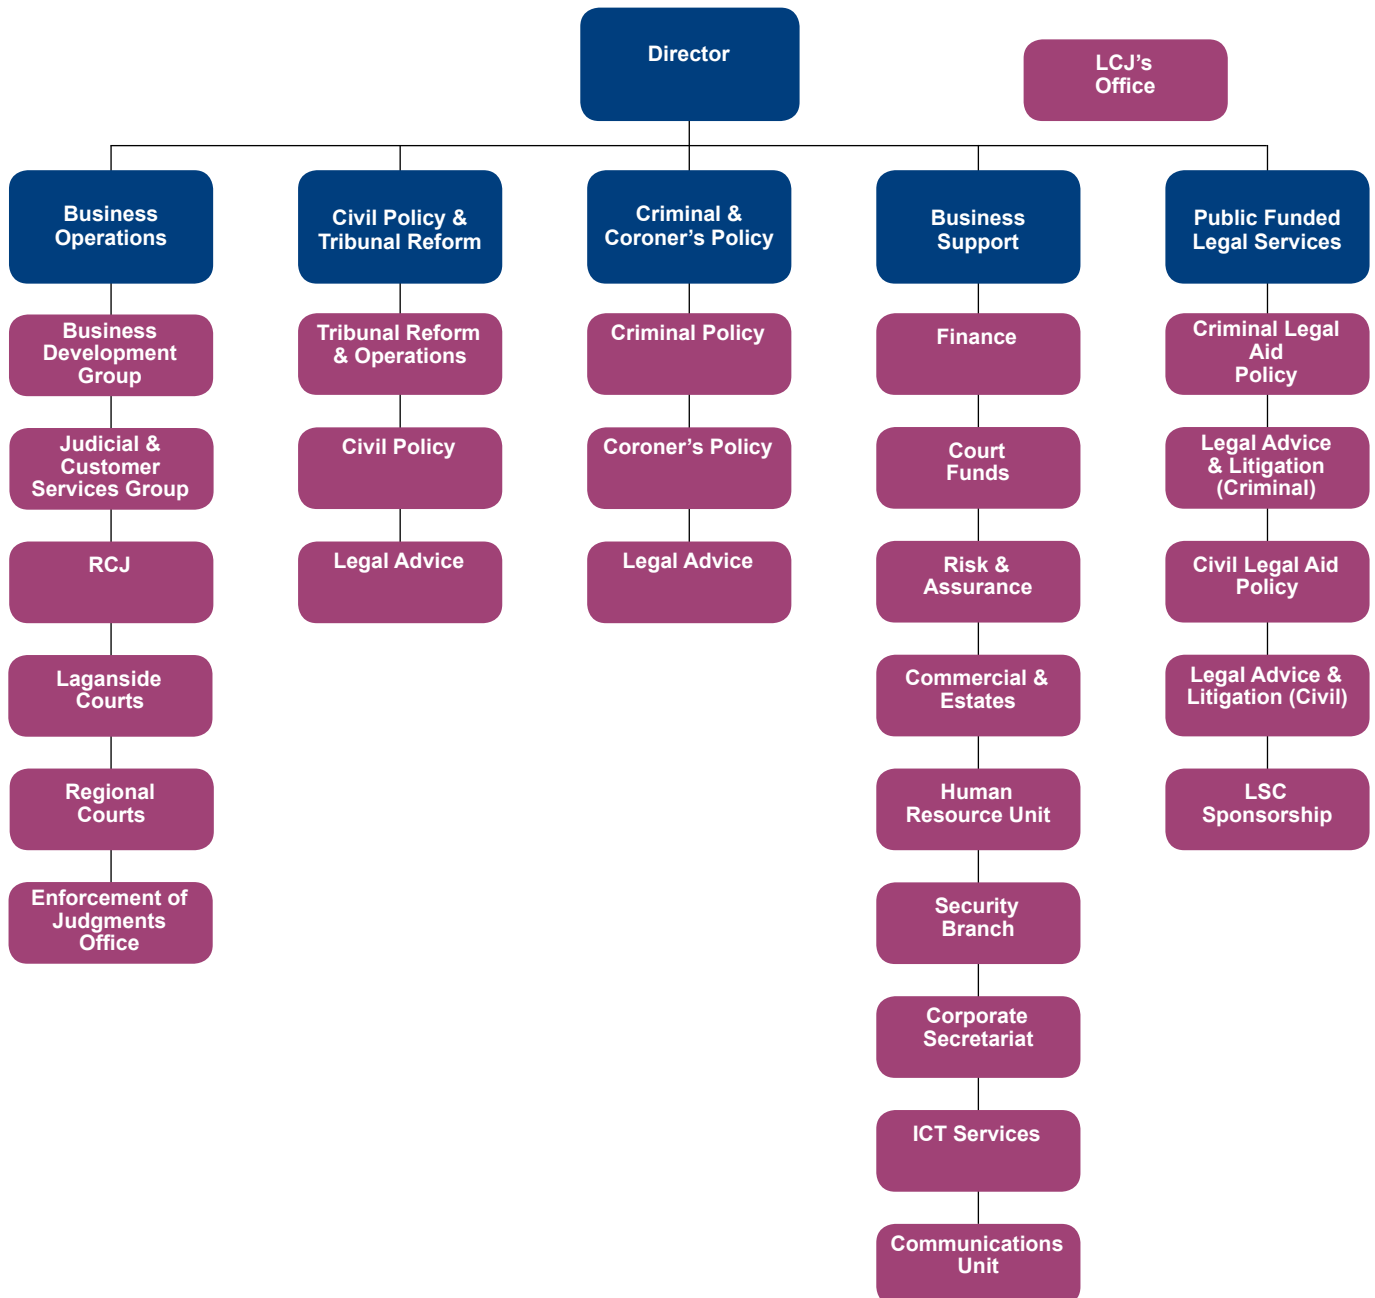 Director
LCJ’s
Office
Business
Operations
Civil Policy &
Tribunal Reform
Criminal &
Coroner’s Policy
Business
Support
Public Funded
Legal Services
Business
Development
Group
Judicial &
Customer
Services Group
RCJ
Laganside
Courts
Regional
Courts
Enforcement of
Judgments
Office
Tribunal Reform
& Operations
Civil Policy
Legal Advice
Criminal Policy
Coroner’s Policy
Legal Advice
Finance
Court
Funds
Risk &
Assurance
Commercial &
Estates
Human
Resource Unit
Security
Branch
Corporate
Secretariat
ICT Services
Communications
Unit
Criminal Legal
Aid
Policy
Legal Advice
& Litigation
(Criminal)
Civil Legal Aid
Policy
Legal Advice &
Litigation (Civil)
LSC
Sponsorship